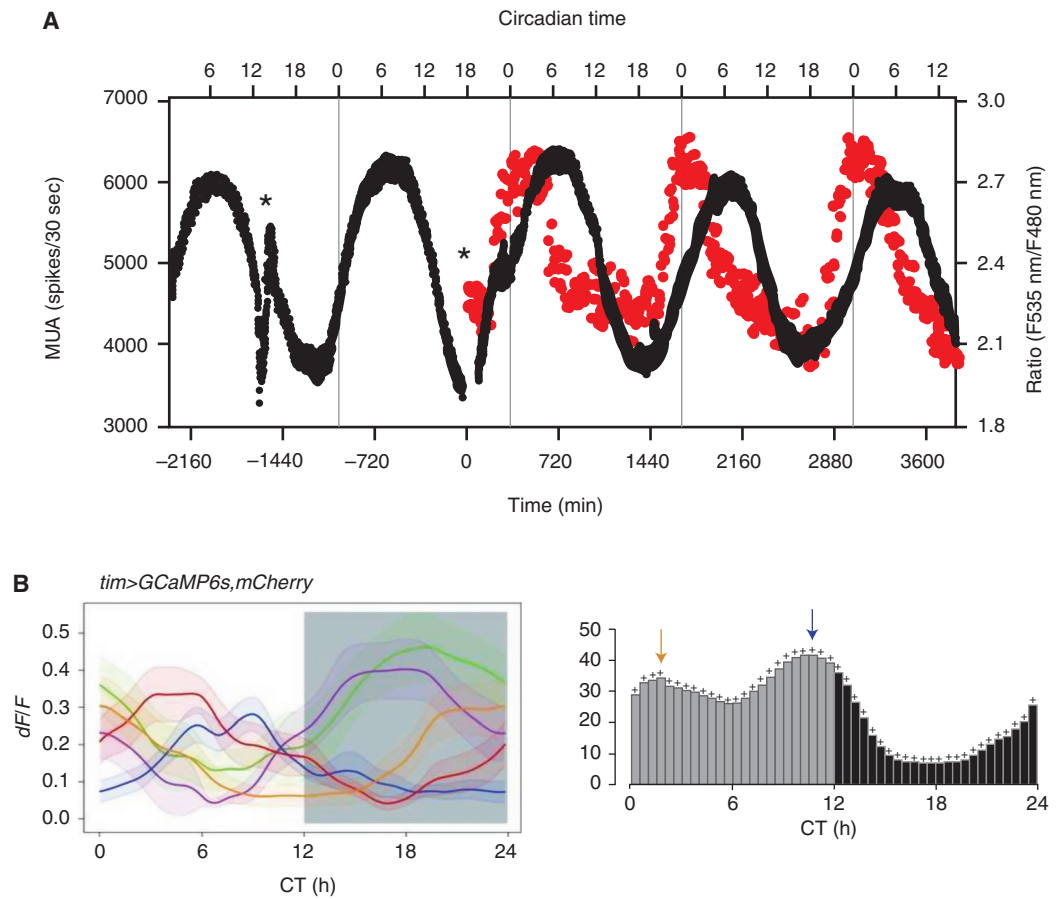 A
Circadian time
6 12 18 0 6 12 18 0 6 12 18 0 6 12 18 0 6 12
7000
6000
5000
4000
3000
MUA (spikes/30 sec)
*
*
3.0
2.7
2.4
2.1
1.8
Ratio (F535 nm/F480 nm)
−2160 −1440 −720 0 720 1440 2160 2880 3600
Time (min)
B
tim>GCaMP6s,mCherry
0.5
0.4
0.3
0.2
0.1
0.0
dF/F
0 6 12 18 24
CT (h)
50
40
30
20
10
0
0 6 12 18 24
CT (h)